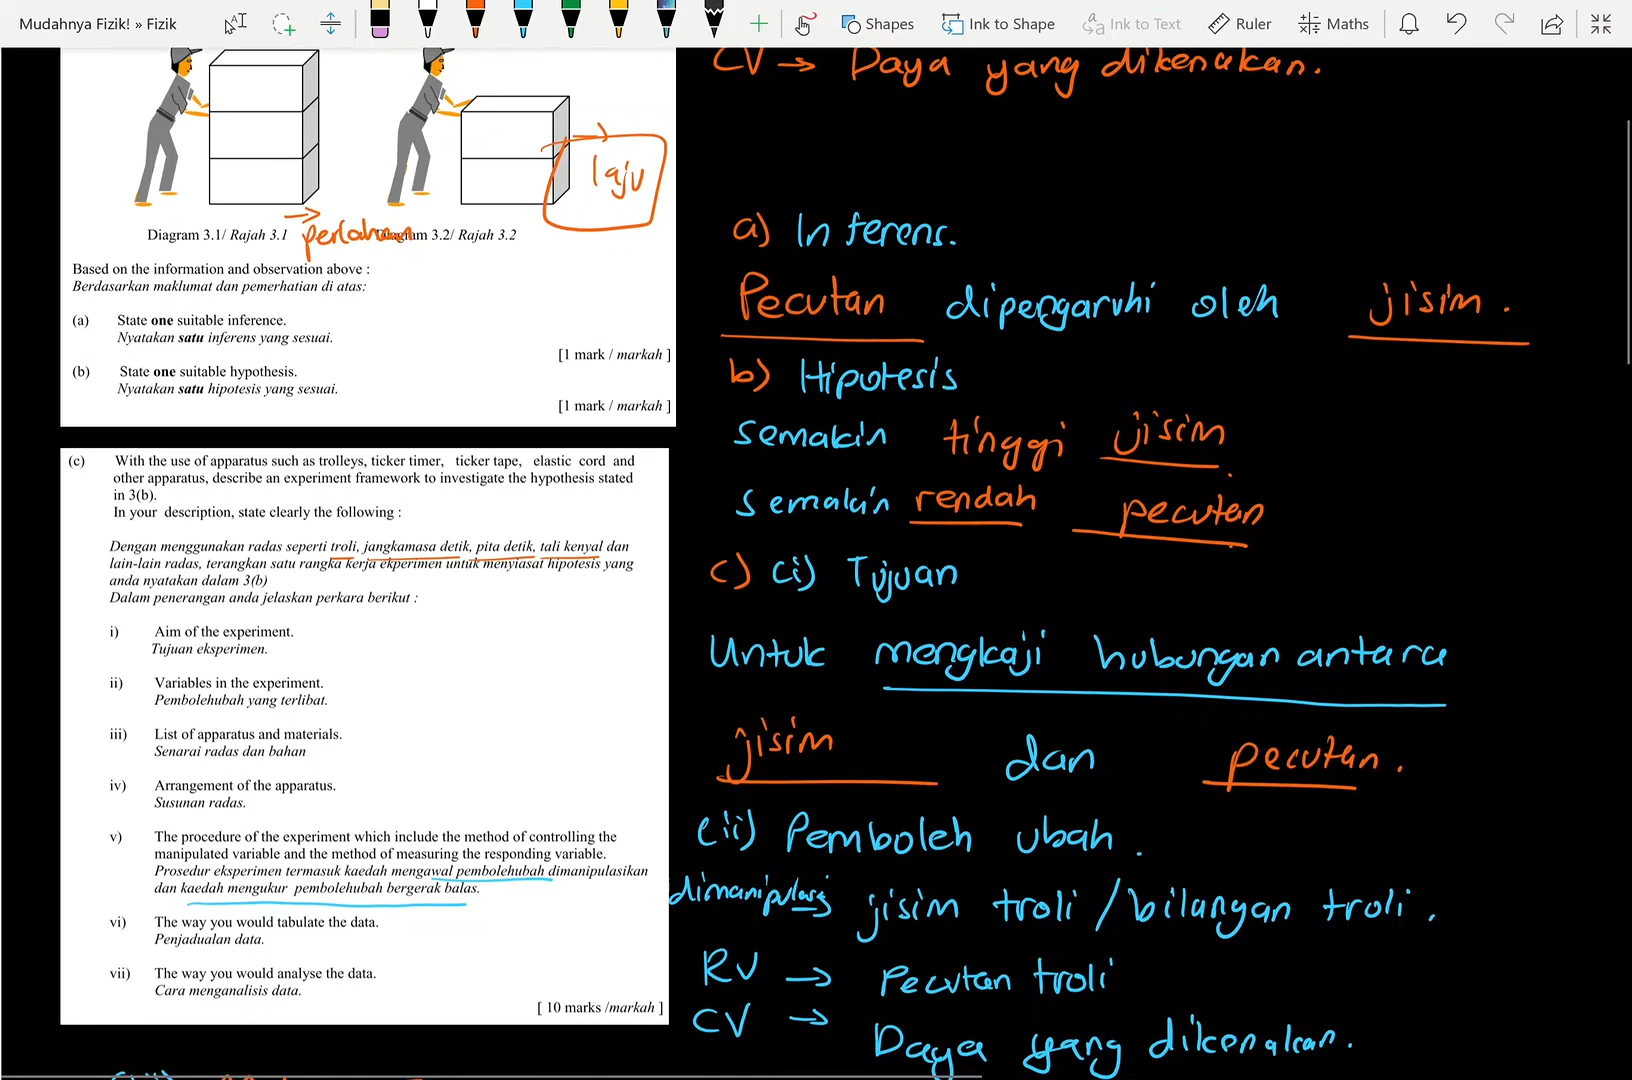 Mudahnya Fizik! » Fizik
Shapes
Ink to Shape
Ink to Text
Ruler
Maths
laju
perlahan
Diagram 3.1/ Rajah 3.1
Diagram 3.2/ Rajah 3.2
Based on the information and observation above :
Berdasarkan maklumat dan pemerhatian di atas:
(a) State one suitable inference.
Nyatakan satu inferens yang sesuai.
[1 mark / markah ]
(b) State one suitable hypothesis.
Nyatakan satu hipotesis yang sesuai.
[1 mark / markah ]
(c) With the use of apparatus such as trolleys, ticker timer, ticker tape, elastic cord and
other apparatus, describe an experiment framework to investigate the hypothesis stated
in 3(b).
In your description, state clearly the following :
Dengan menggunakan radas seperti troli, jangkamasa detik, pita detik, tali kenyal dan
lain-lain radas, terangkan satu rangka kerja ekperimen untuk menyiasat hipotesis yang
anda nyatakan dalam 3(b)
Dalam penerangan anda jelaskan perkara berikut :
i) Aim of the experiment.
Tujuan eksperimen.
ii) Variables in the experiment.
Pembolehubah yang terlibat.
iii) List of apparatus and materials.
Senarai radas dan bahan
iv) Arrangement of the apparatus.
Susunan radas.
v) The procedure of the experiment which include the method of controlling the
manipulated variable and the method of measuring the responding variable.
Prosedur eksperimen termasuk kaedah mengawal pembolehubah dimanipulasikan
dan kaedah mengukur pembolehubah bergerak balas.
vi) The way you would tabulate the data.
Penjadualan data.
vii) The way you would analyse the data.
Cara menganalisis data.
[ 10 marks /markah ]
CV → Daya yang dikenakan.
a) Inferens.
Pecutan dipengaruhi oleh jisim.
b) Hipotesis
Semakin tinggi jisim
semakin rendah pecutan
c) (i) Tujuan
Untuk mengkaji hubungan antara
jisim dan pecutan.
(ii) Pemboleh ubah.
dimanipulasi jisim troli / bilangan troli.
RV → Pecutan troli
CV → Daya yang dikenakan.